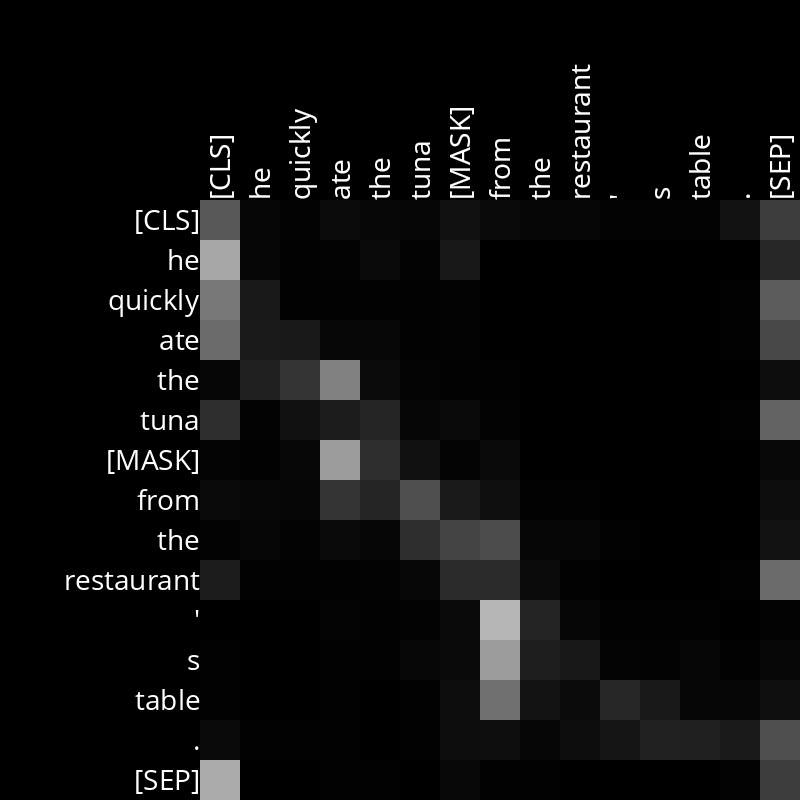 [CLS] he quickly ate the tuna [MASK] from the restaurant ' s table . [SEP]
[CLS]
he
quickly
ate
the
tuna
[MASK]
from
the
restaurant
'
s
table
.
[SEP]